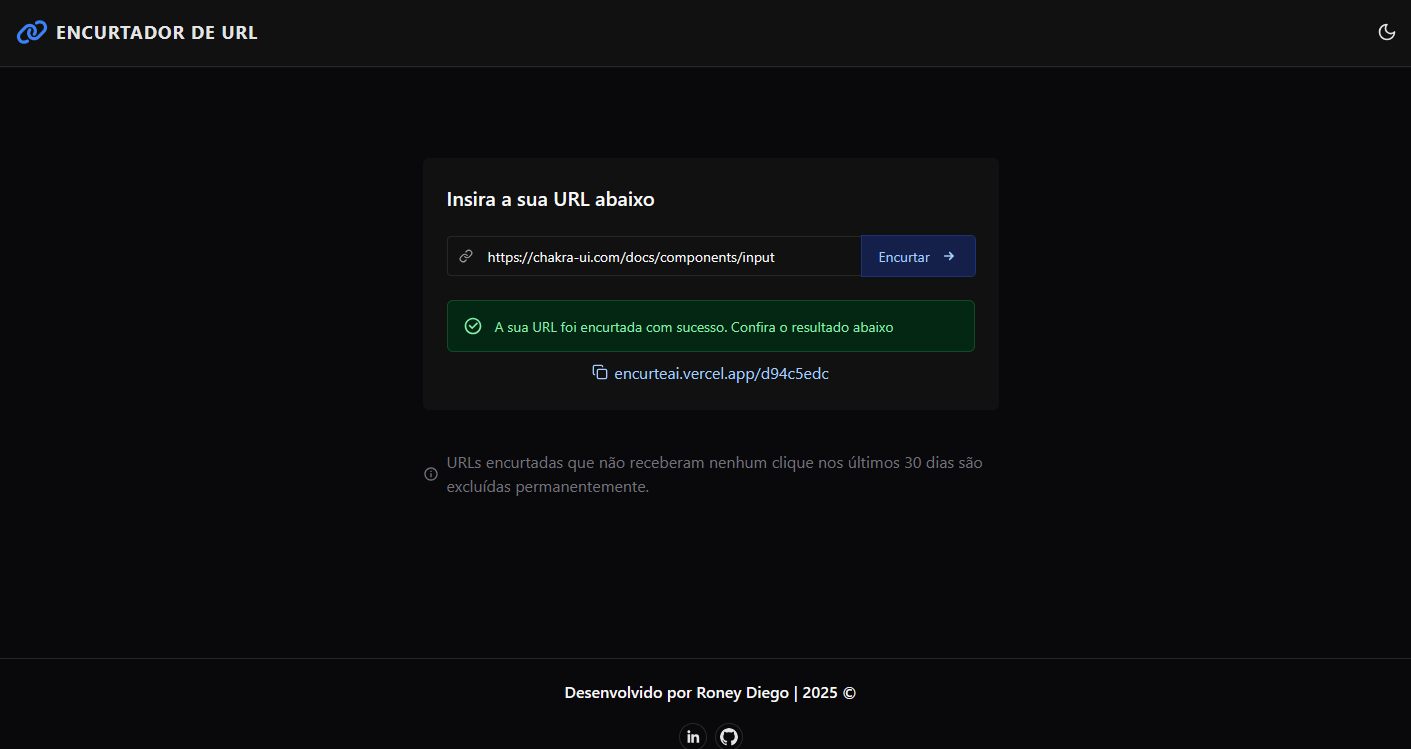 ENCURTADOR DE URL
Insira a sua URL abaixo
https://chakra-ui.com/docs/components/input
Encurtar
A sua URL foi encurtada com sucesso. Confira o resultado abaixo
encurteai.vercel.app/d94c5edc
URLs encurtadas que não receberam nenhum clique nos últimos 30 dias são
excluídas permanentemente.
Desenvolvido por Roney Diego | 2025 ©
in